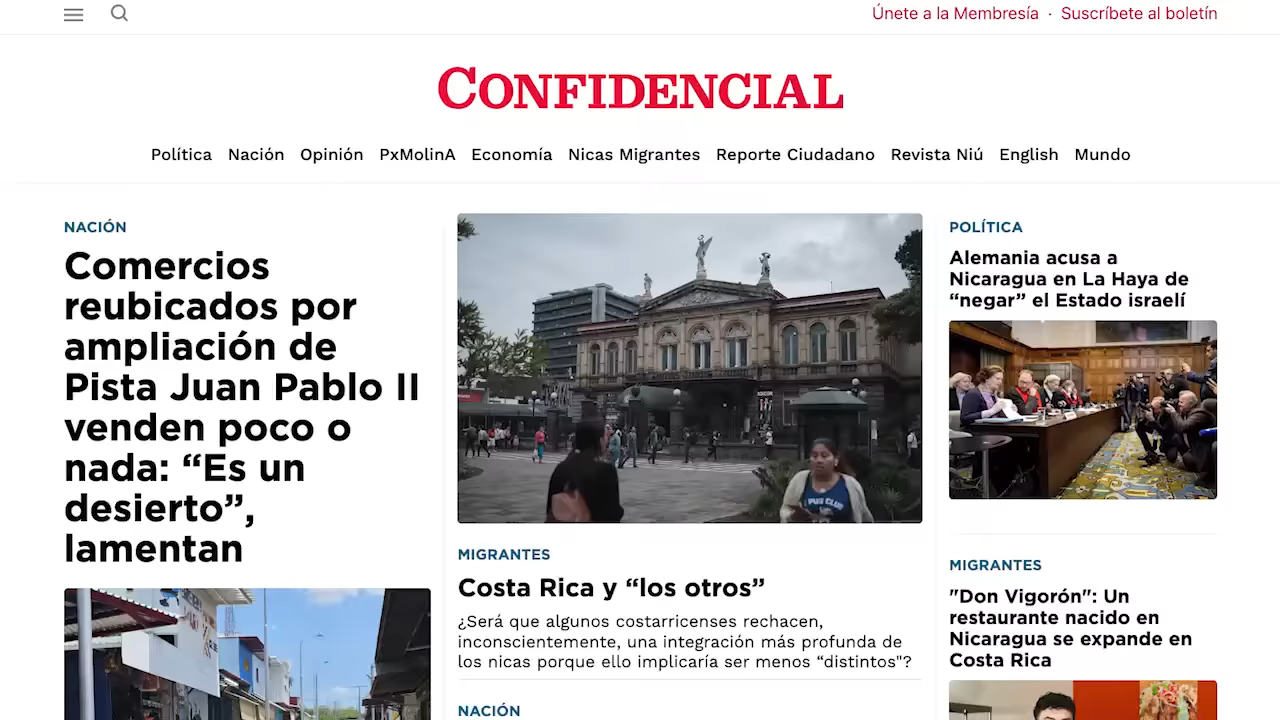 Únete a la Membresía · Suscríbete al boletín
CONFIDENCIAL
Política Nación Opinión PxMolinA Economía Nicas Migrantes Reporte Ciudadano Revista Niú English Mundo
NACIÓN
Comercios
reubicados por
ampliación de
Pista Juan Pablo II
venden poco o
nada: “Es un
desierto”,
lamentan
MIGRANTES
Costa Rica y “los otros”
¿Será que algunos costarricenses rechacen,
inconscientemente, una integración más profunda de
los nicas porque ello implicaría ser menos “distintos"?
NACIÓN
POLÍTICA
Alemania acusa a
Nicaragua en La Haya de
“negar” el Estado israelí
MIGRANTES
"Don Vigorón": Un
restaurante nacido en
Nicaragua se expande en
Costa Rica